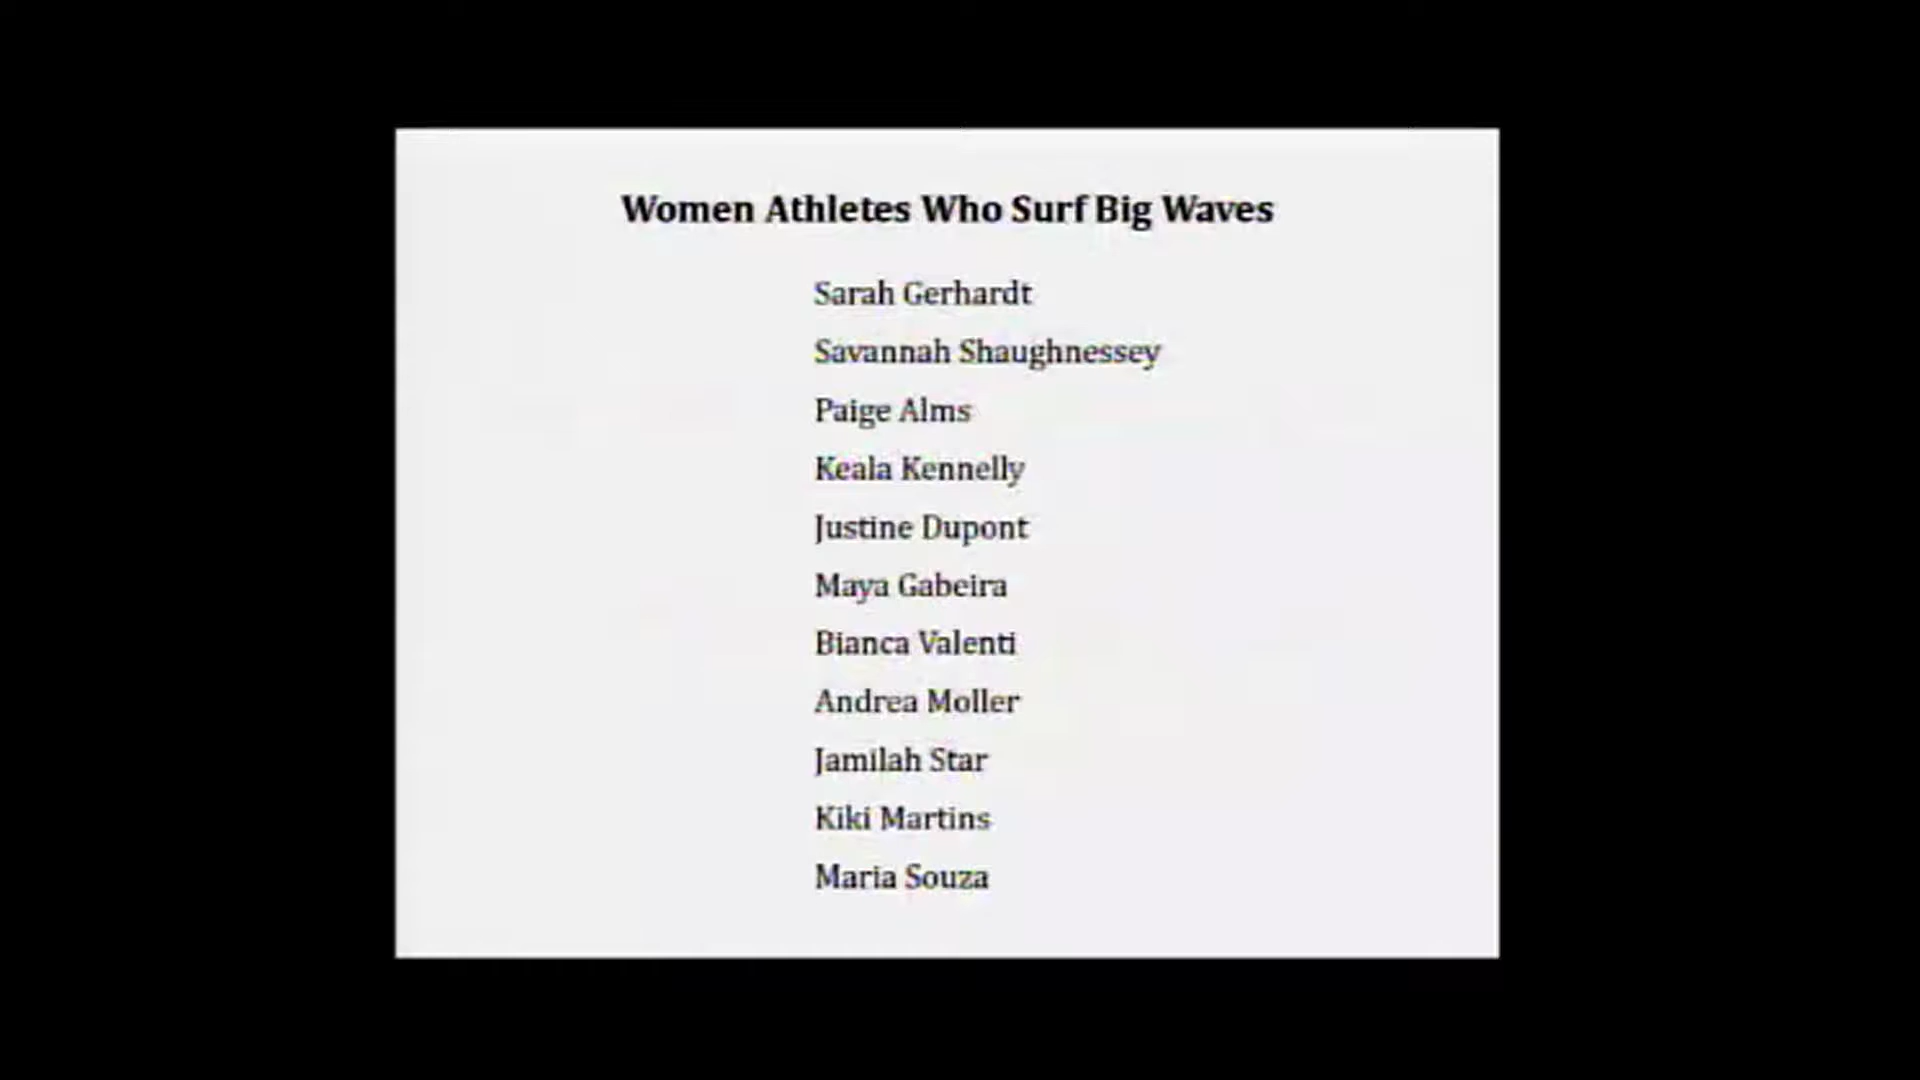 Women Athletes Who Surf Big Waves
Sarah Gerhardt
Savannah Shaughnessey
Paige Alms
Keala Kennelly
Justine Dupont
Maya Gabeira
Bianca Valenti
Andrea Moller
Jamilah Star
Kiki Martins
Maria Souza